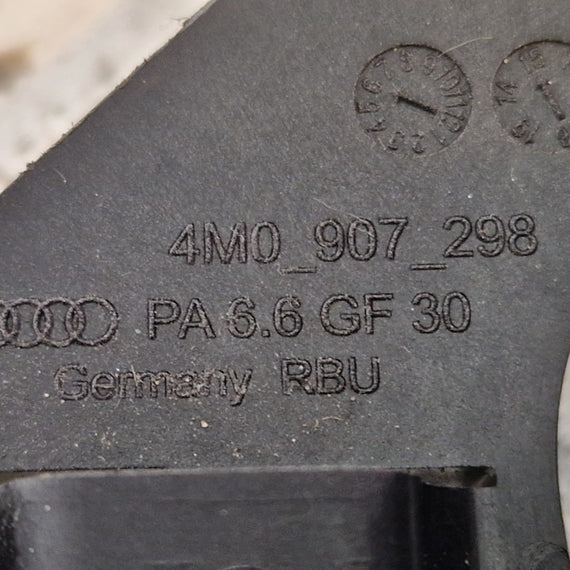 4M0_907_298
PA 6.6 GF 30
Germany RBU